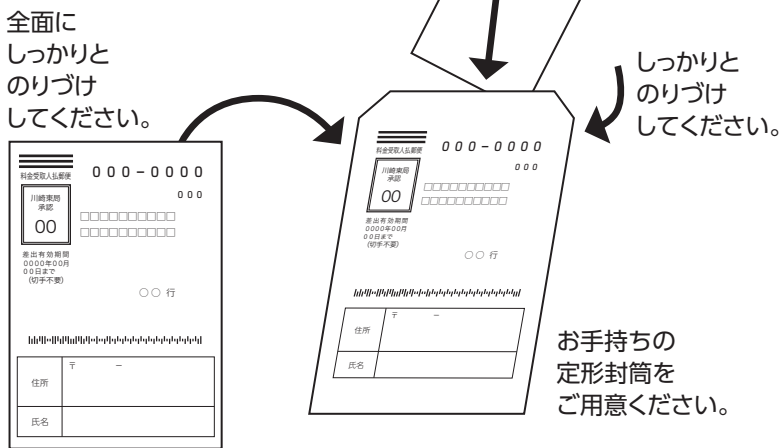 全面に
しっかりと
のりづけ
してください。
しっかりと
のりづけ
してください。
料金受取人払郵便
川崎東局
承認
00
差出有効期間
0000年00月
00日まで
(切手不要)
000-0000
000
□□□□□□□□□□
□□□□□□□□□□
○○ 行
住所
〒 －
氏名
料金受取人払郵便
川崎東局
承認
00
差出有効期間
0000年00月
00日まで
(切手不要)
000-0000
000
□□□□□□□□□□
□□□□□□□□□□
○○ 行
住所
〒 －
氏名
お手持ちの
定形封筒を
ご用意ください。